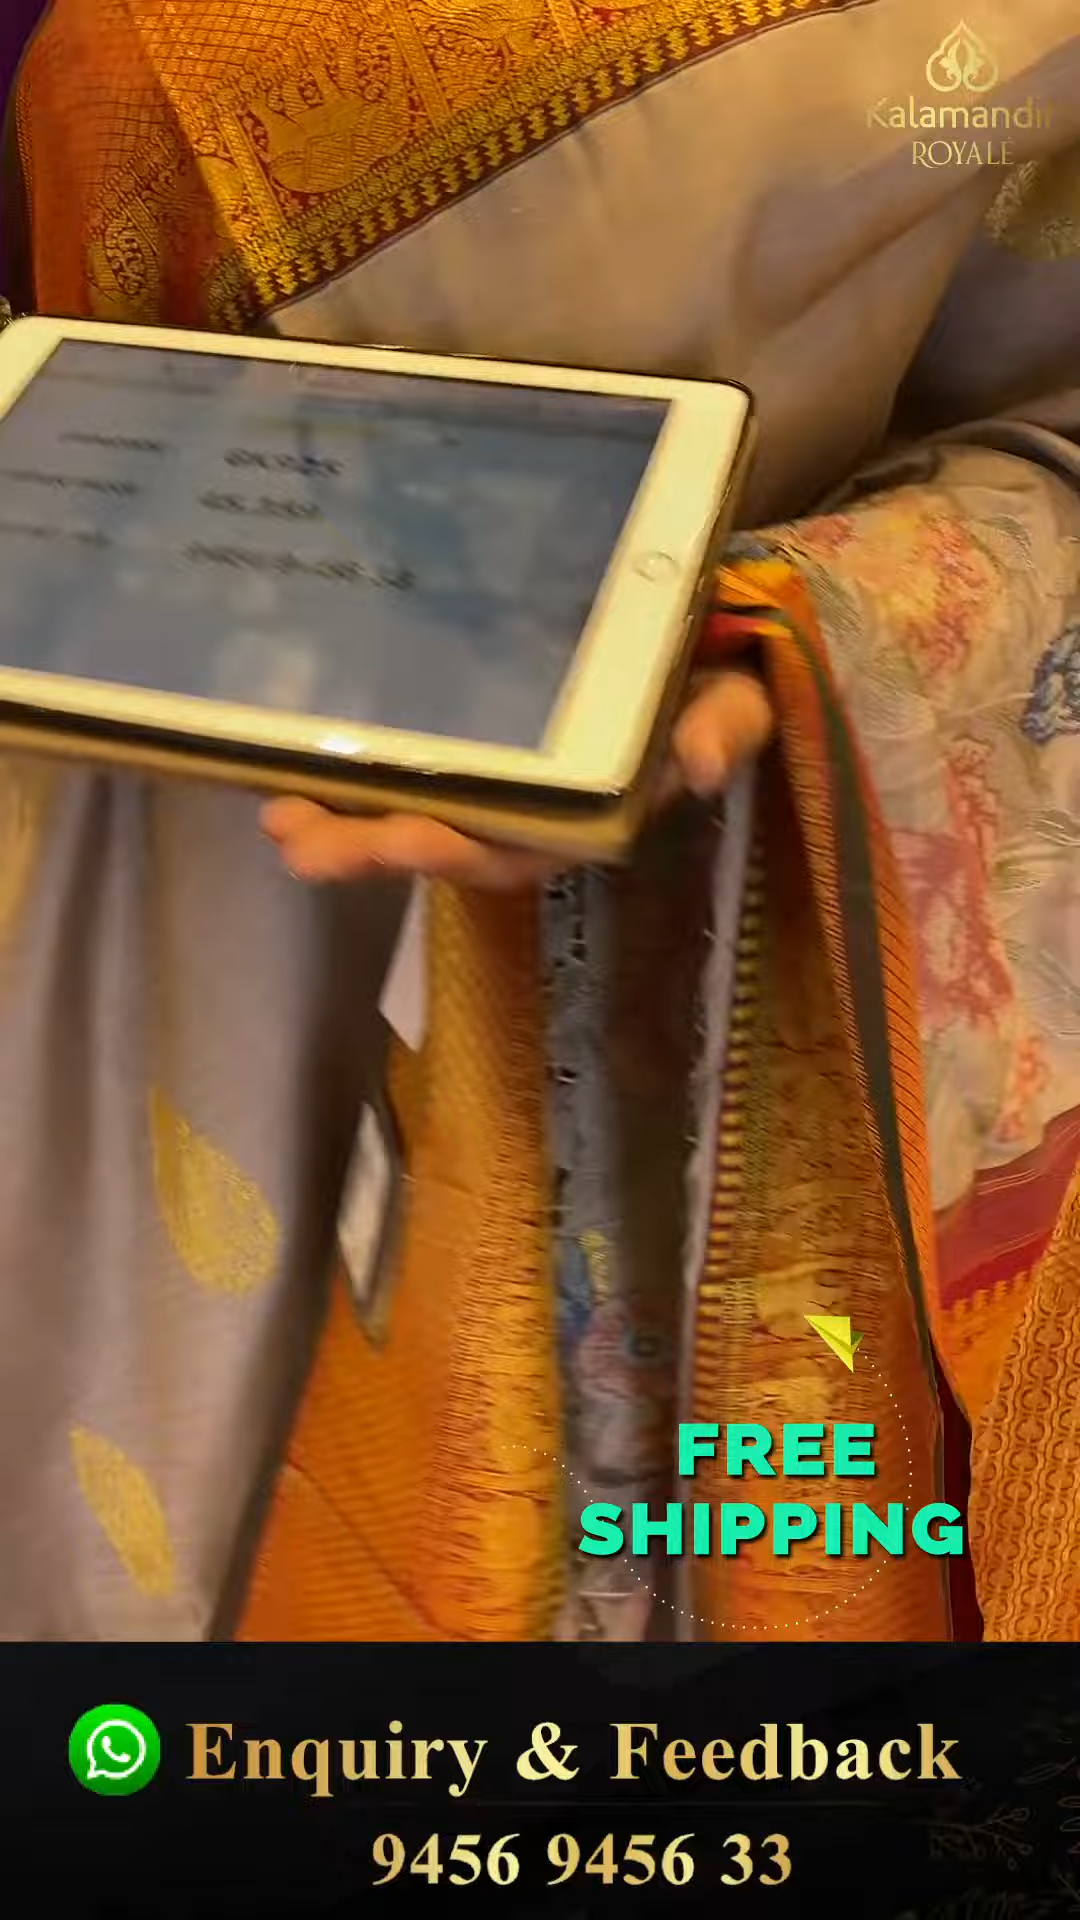 Kalamandir
ROYALE
FREE
SHIPPING
Enquiry & Feedback
9456 9456 33